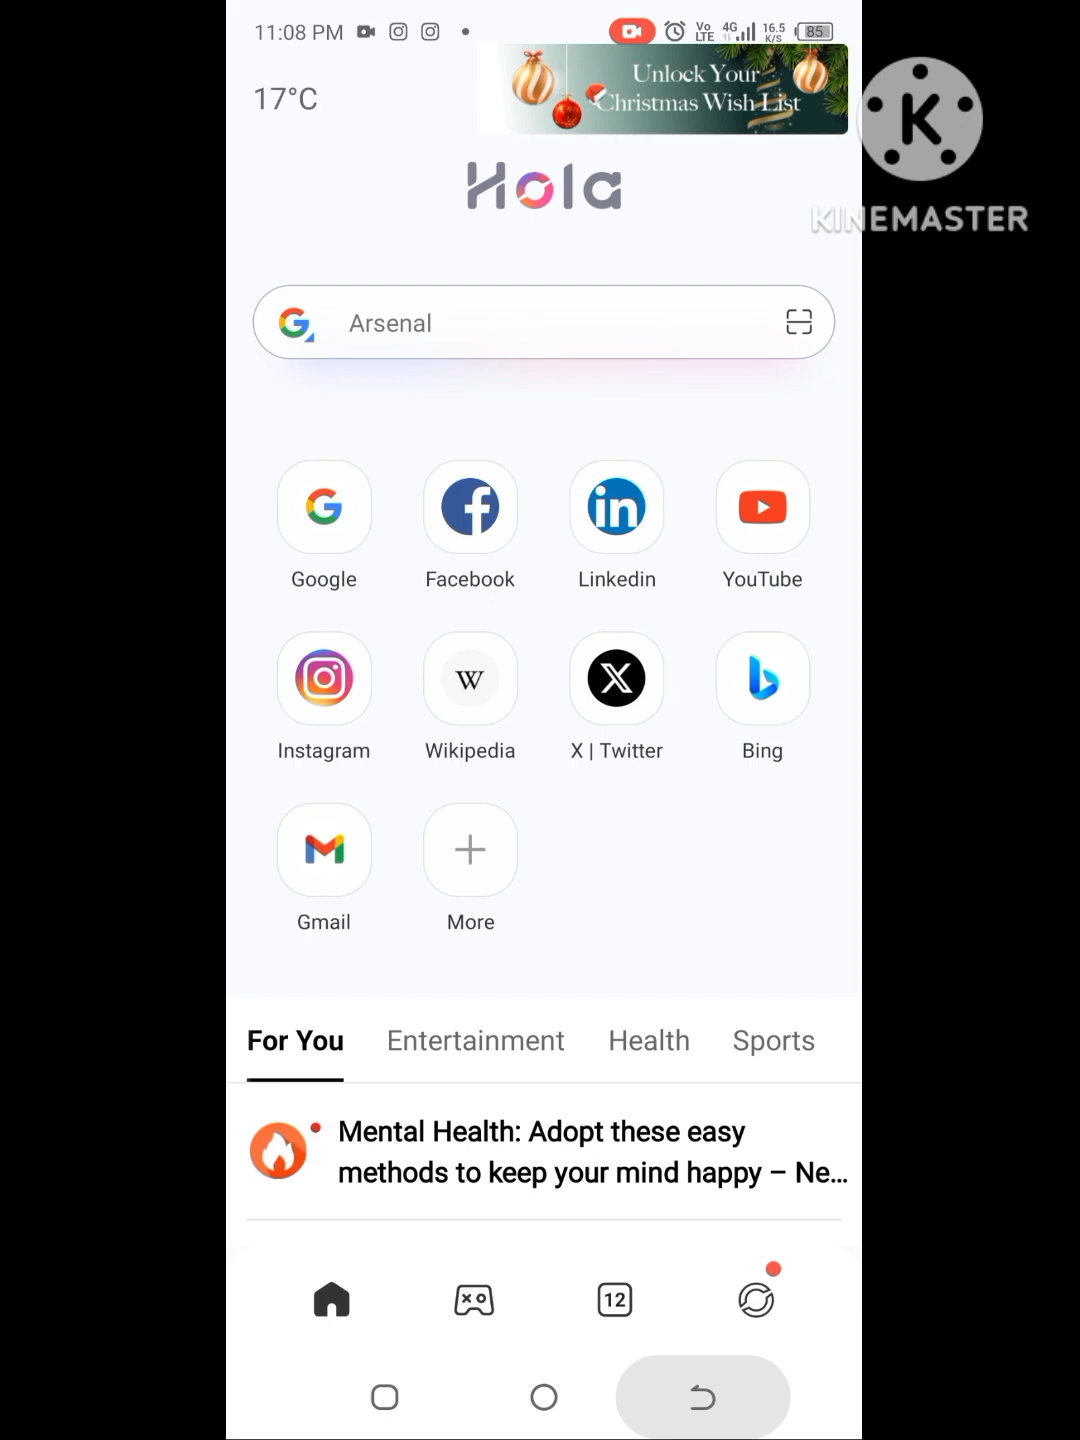 11:08 PM
Vo LTE 4G 16.5 K/S 85
17°C
Unlock Your
Christmas Wish List
K
KINEMASTER
Hola
Arsenal
Google Facebook Linkedin YouTube
W X
Instagram Wikipedia X | Twitter Bing
Gmail More
For You Entertainment Health Sports
Mental Health: Adopt these easy
methods to keep your mind happy – Ne...
12